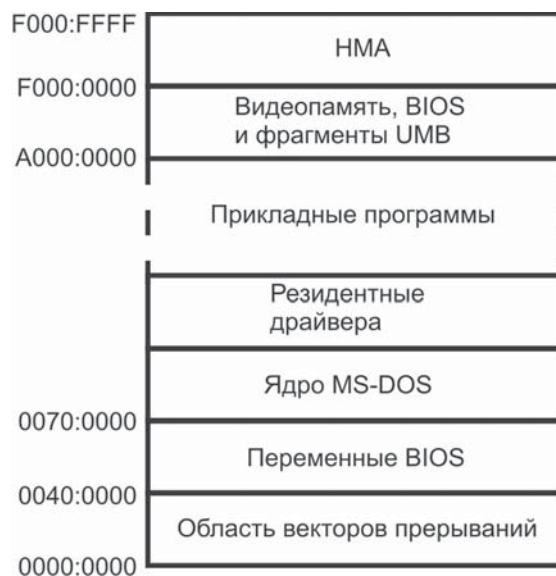 F000:FFFF
HMA
F000:0000
Видеопамять, BIOS
и фрагменты UMB
A000:0000
Прикладные программы
Резидентные
драйвера
Ядро MS-DOS
0070:0000
Переменные BIOS
0040:0000
Область векторов прерываний
0000:0000